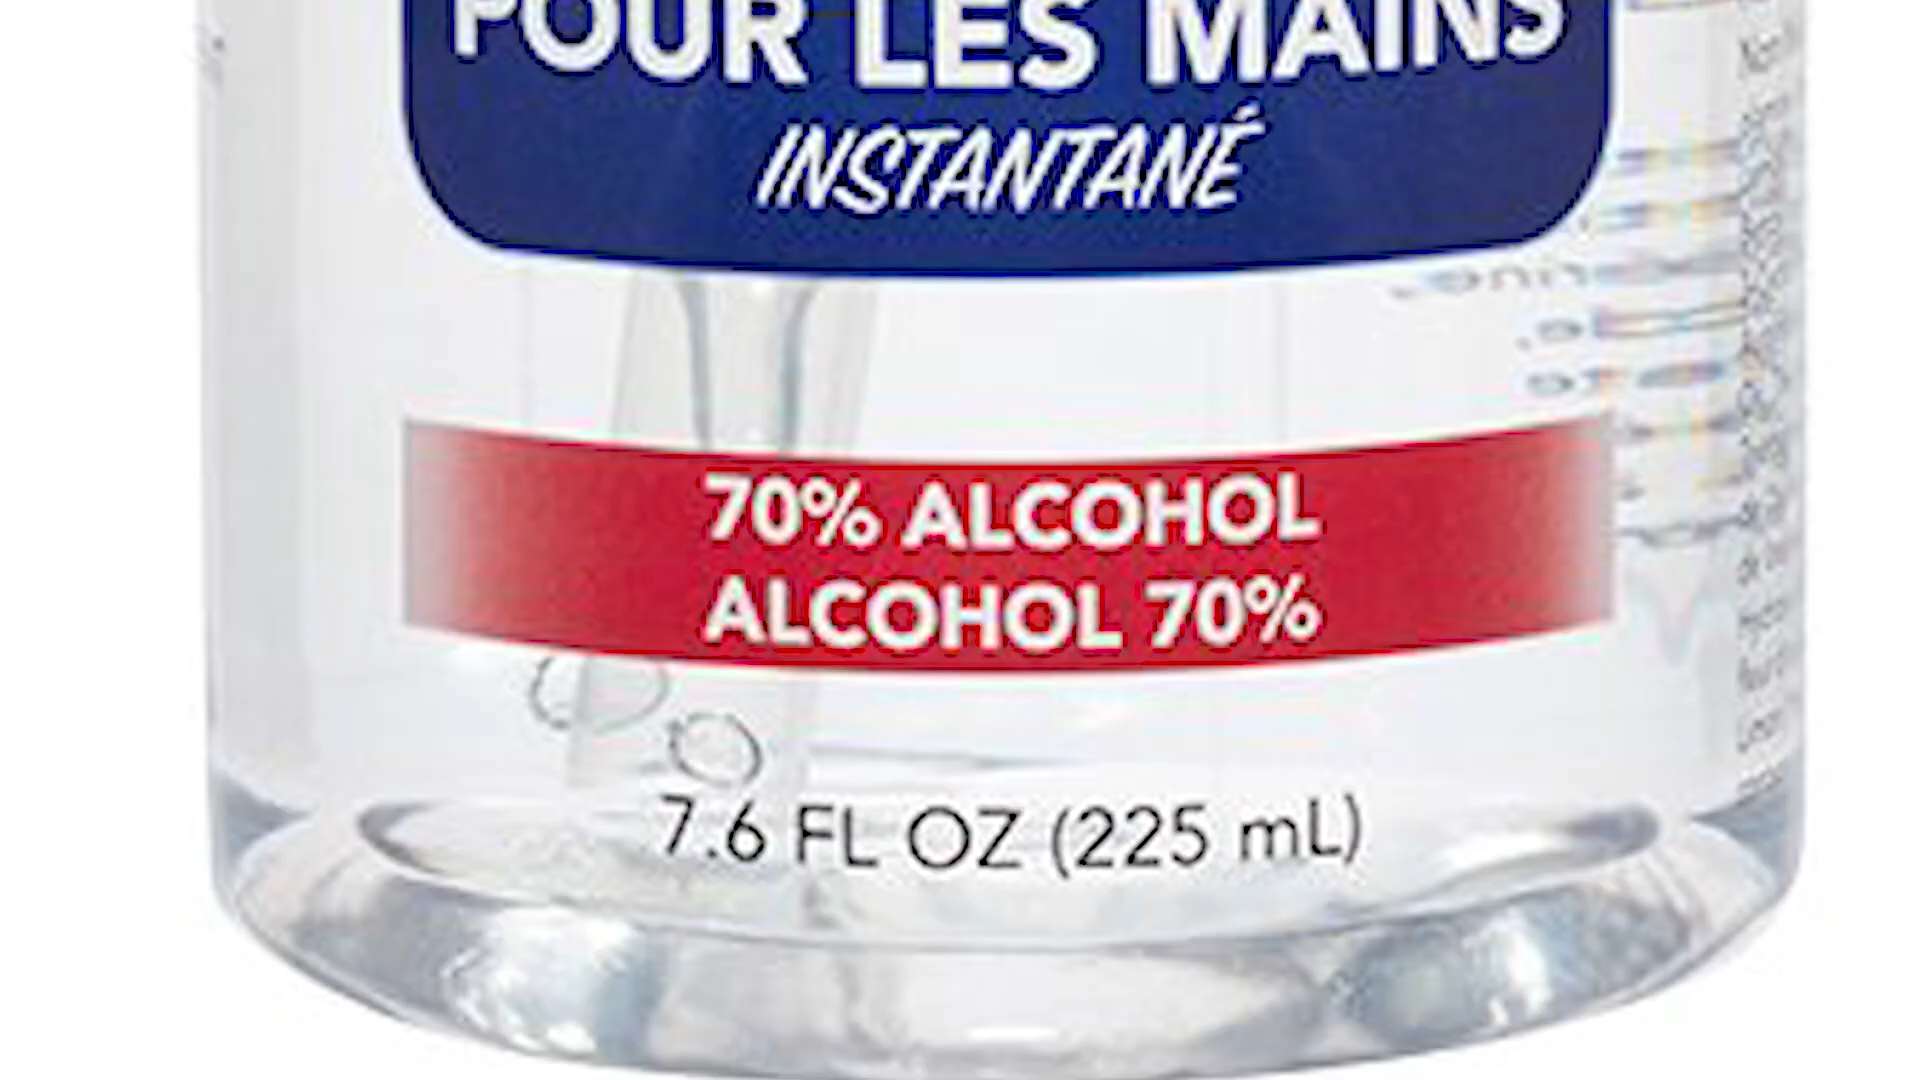 POUR LES MAINS
INSTANTANÉ
70% ALCOHOL
ALCOHOL 70%
7.6 FL OZ (225 mL)